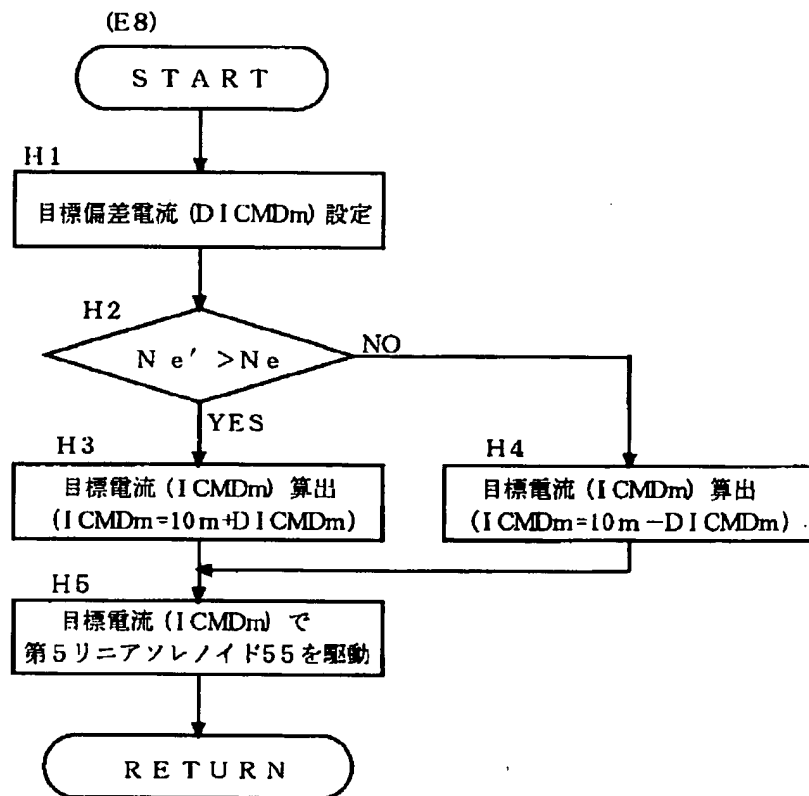 (E8)
START
H1
目標偏差電流 (DICMDm) 設定
H2
Ne′ >Ne
NO
YES
H3
目標電流 (ICMDm) 算出
(ICMDm=10m+DICMDm)
H4
目標電流 (ICMDm) 算出
(ICMDm=10m－DICMDm)
H5
目標電流 (ICMDm) で
第5リニアソレノイド55を駆動
RETURN